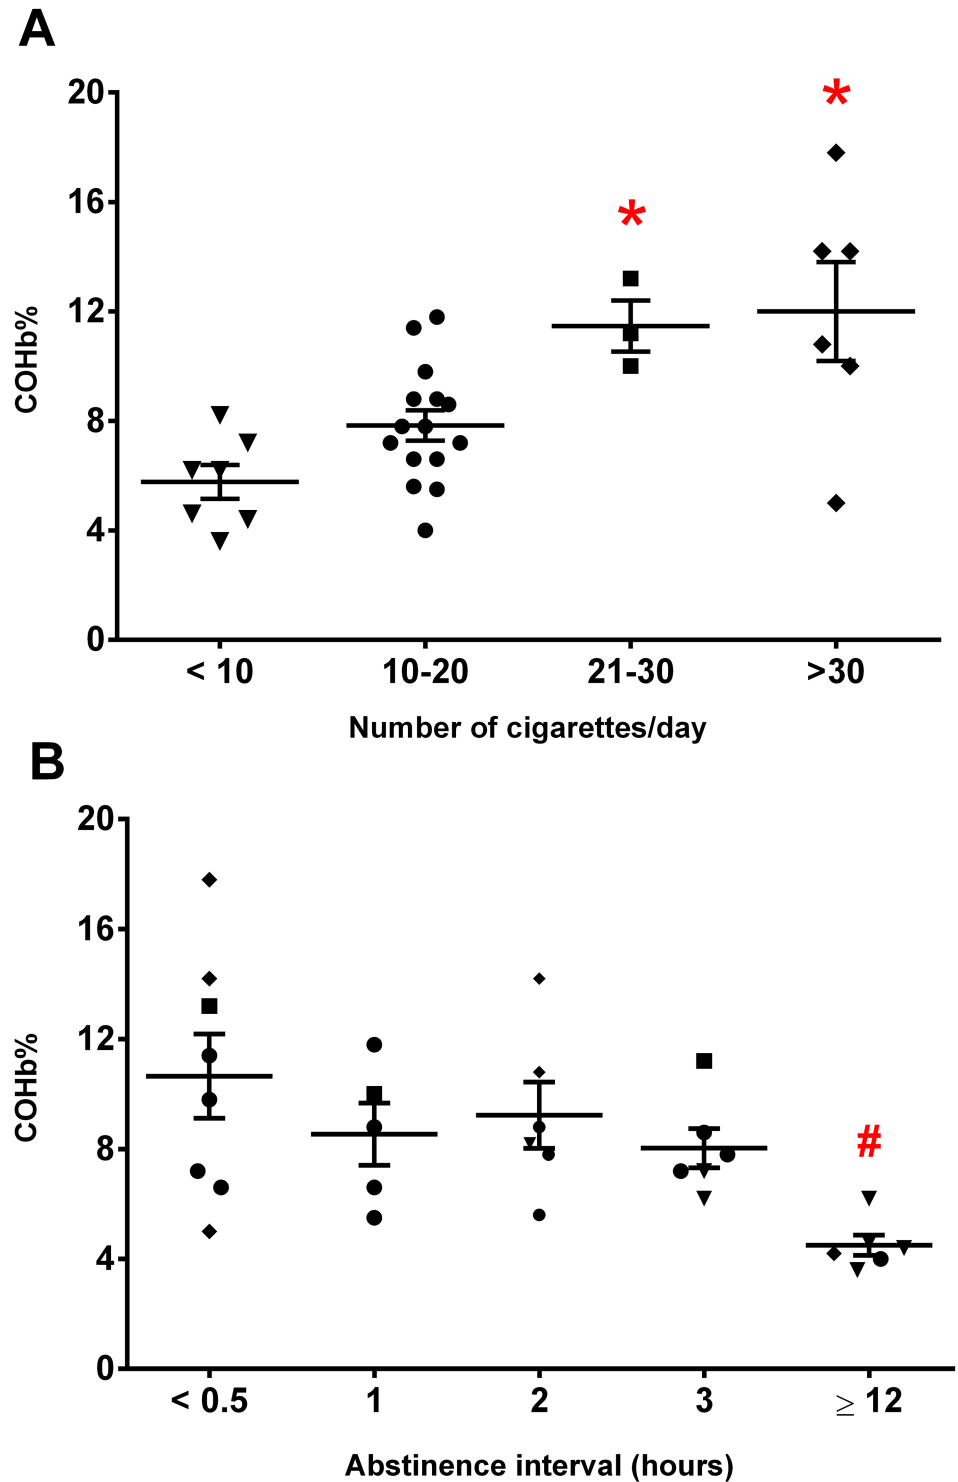 A
20
16
12
8
4
0
COHb%
*
*
< 10 10-20 21-30 >30
Number of cigarettes/day
B
20
16
12
8
4
0
COHb%
#
< 0.5 1 2 3 ≥ 12
Abstinence interval (hours)